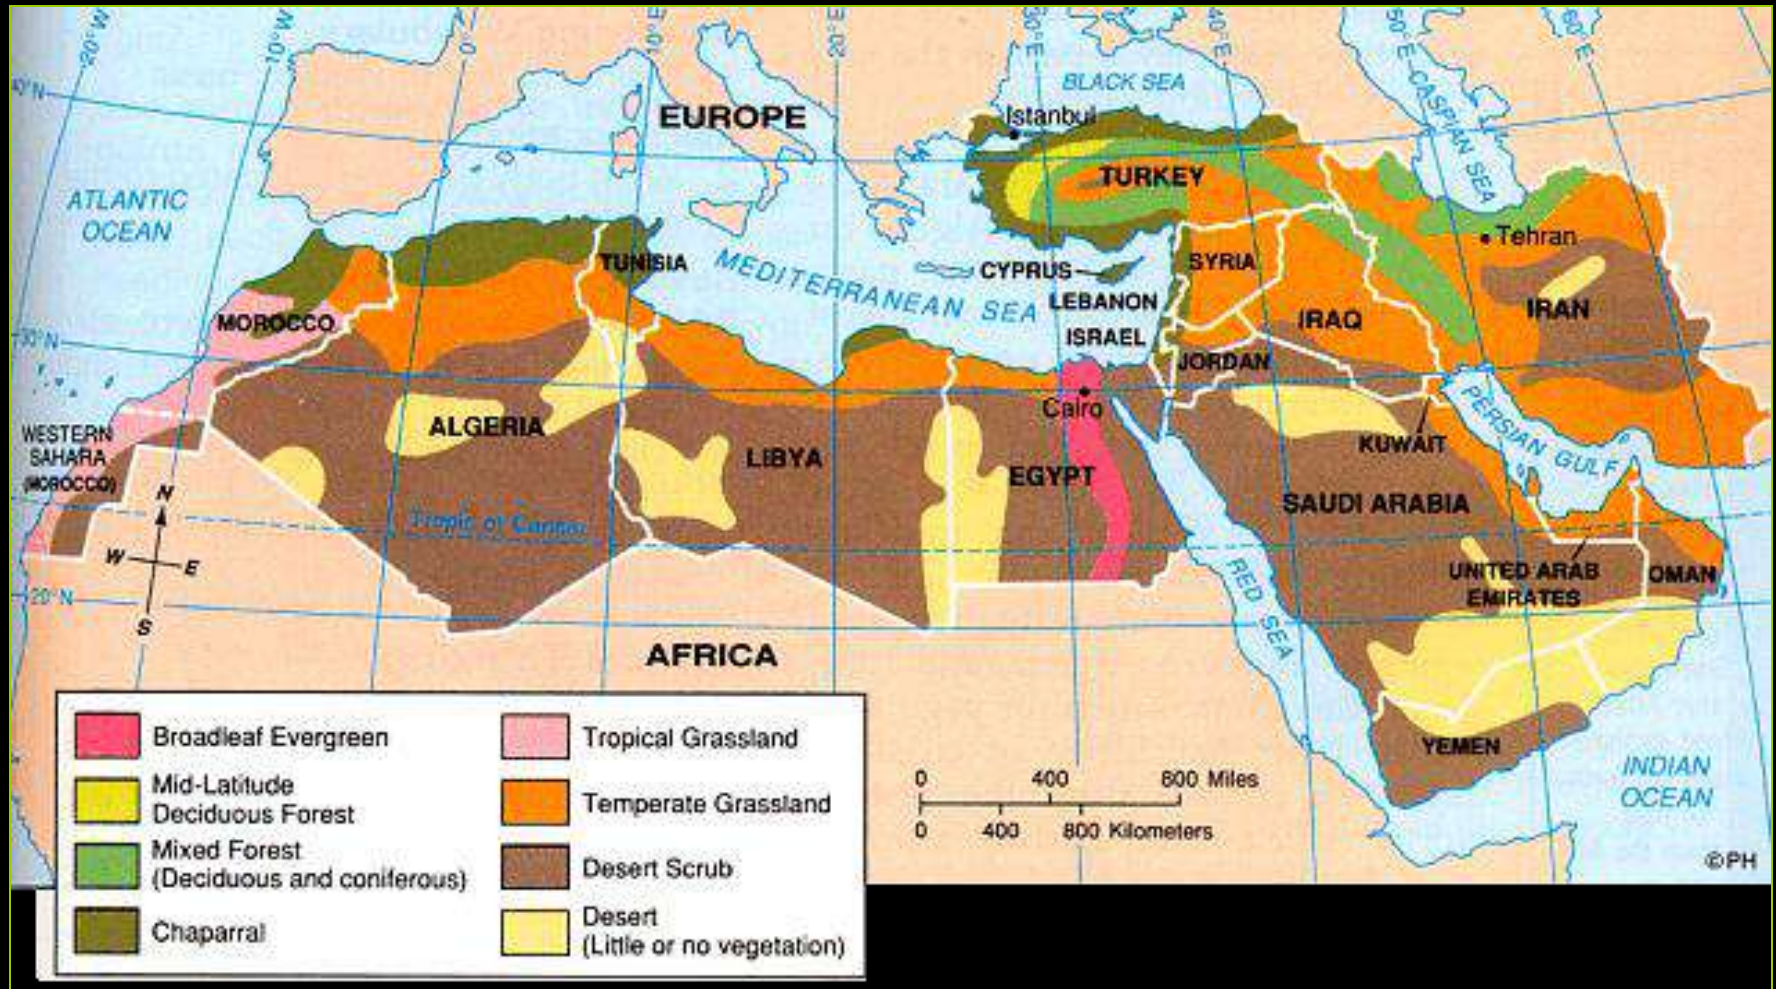 20°W
10°W
0°
10°E
20°E
30°E
40°E
50°E
60°E
40°N
30°N
20°N
BLACK SEA
CASPIAN SEA
Istanbul
EUROPE
TURKEY
ATLANTIC
OCEAN
Tehran
TUNISIA
MEDITERRANEAN SEA
CYPRUS
SYRIA
LEBANON
ISRAEL
IRAQ
IRAN
MOROCCO
JORDAN
Cairo
PERSIAN GULF
KUWAIT
WESTERN
SAHARA
(MOROCCO)
ALGERIA
LIBYA
EGYPT
SAUDI ARABIA
N
W
E
S
Tropic of Cancer
RED SEA
UNITED ARAB
EMIRATES
OMAN
AFRICA
YEMEN
INDIAN
OCEAN
Broadleaf Evergreen
Mid-Latitude
Deciduous Forest
Mixed Forest
(Deciduous and coniferous)
Chaparral
Tropical Grassland
Temperate Grassland
Desert Scrub
Desert
(Little or no vegetation)
0 400 800 Miles
0 400 800 Kilometers
©PH